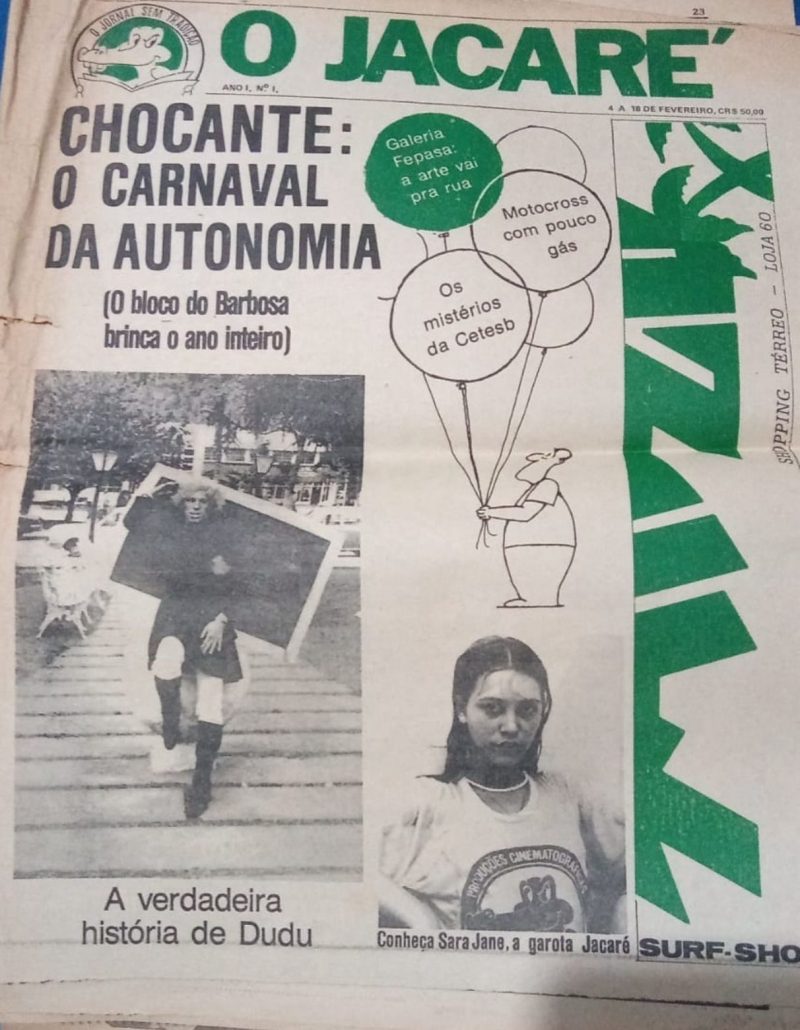 23
O JORNAL SEM TRADIÇÃO
O JACARÉ
ANO I, Nº I,
4 A 18 DE FEVEREIRO, CR$ 50,00
CHOCANTE:
O CARNAVAL
DA AUTONOMIA
(O bloco do Barbosa
brinca o ano inteiro)
Galeria
Fepasa:
a arte vai
pra rua
Motocross
com pouco
gás
Os
mistérios
da Cetesb
A verdadeira
história de Dudu
PRODUÇÕES CINEMATOGRÁFICAS
Conheça Sara Jane, a garota Jacaré
SHOPPING TÉRREO - LOJA 60
SURF-SHO